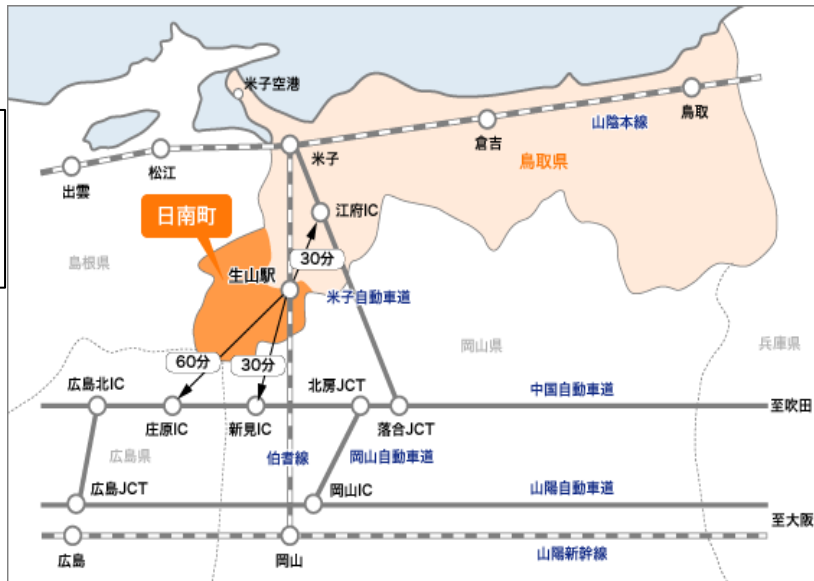 米子空港
鳥取
山陰本線
倉吉
米子
松江
出雲
鳥取県
日南町
江府IC
島根県
生山駅
30分
米子自動車道
岡山県
兵庫県
60分
30分
広島北IC
北房JCT
中国自動車道
至吹田
庄原IC
新見IC
落合JCT
広島県
伯耆線
岡山自動車道
広島JCT
岡山IC
山陽自動車道
至大阪
広島
岡山
山陽新幹線